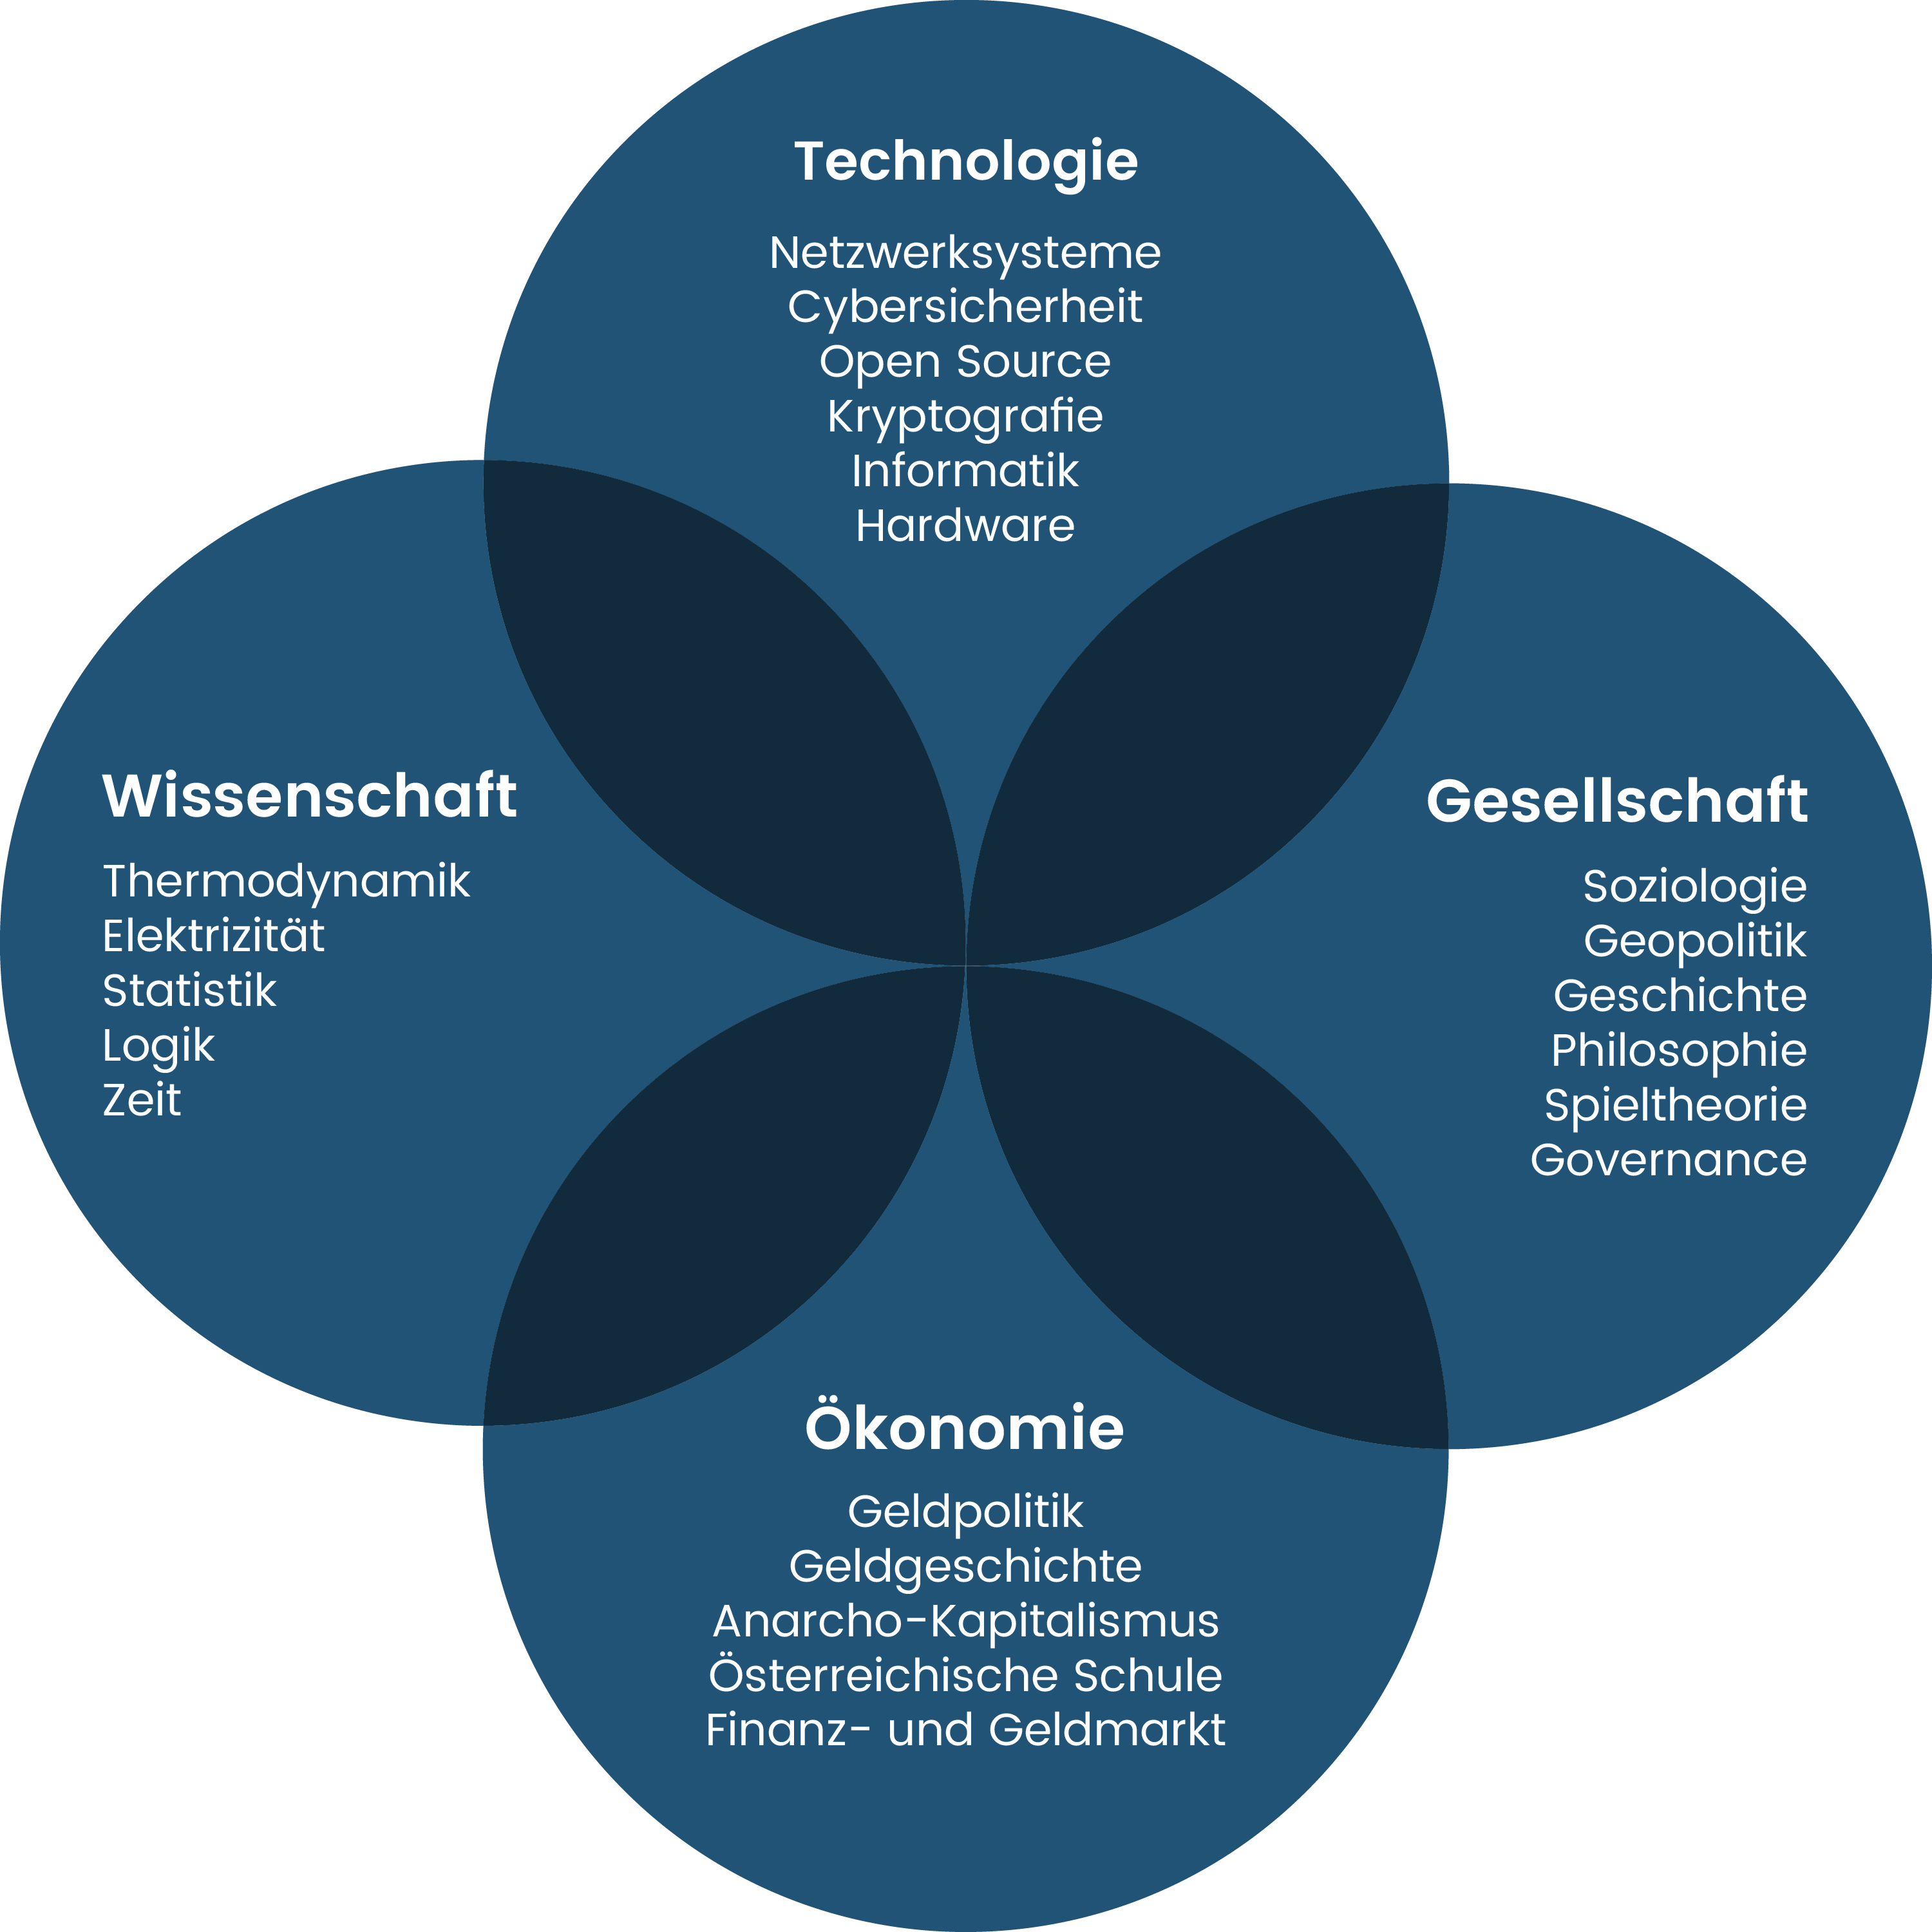 Technologie
Netzwerksysteme
Cybersicherheit
Open Source
Kryptografie
Informatik
Hardware
Wissenschaft
Thermodynamik
Elektrizität
Statistik
Logik
Zeit
Gesellschaft
Soziologie
Geopolitik
Geschichte
Philosophie
Spieltheorie
Governance
Ökonomie
Geldpolitik
Geldgeschichte
Anarcho-Kapitalismus
Österreichische Schule
Finanz- und Geldmarkt